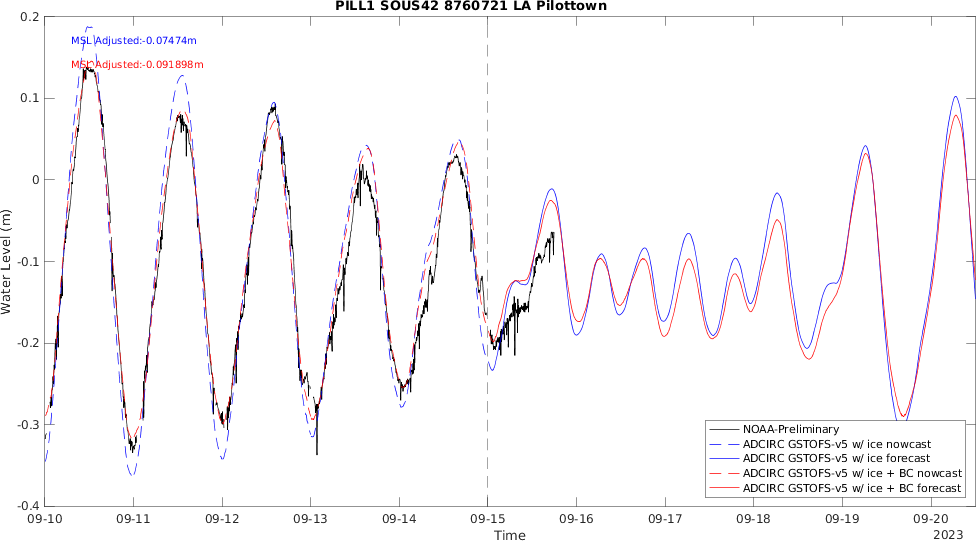 PILL1 SOUS42 8760721 LA Pilottown
MSL Adjusted:-0.07474m
MSL Adjusted:-0.091898m
0.2
0.1
0
-0.1
-0.2
-0.3
-0.4
Water Level (m)
NOAA-Preliminary
ADCIRC GSTOFS-v5 w/ ice nowcast
ADCIRC GSTOFS-v5 w/ ice forecast
ADCIRC GSTOFS-v5 w/ ice + BC nowcast
ADCIRC GSTOFS-v5 w/ ice + BC forecast
09-10 09-11 09-12 09-13 09-14 09-15 09-16 09-17 09-18 09-19 09-20
Time
2023